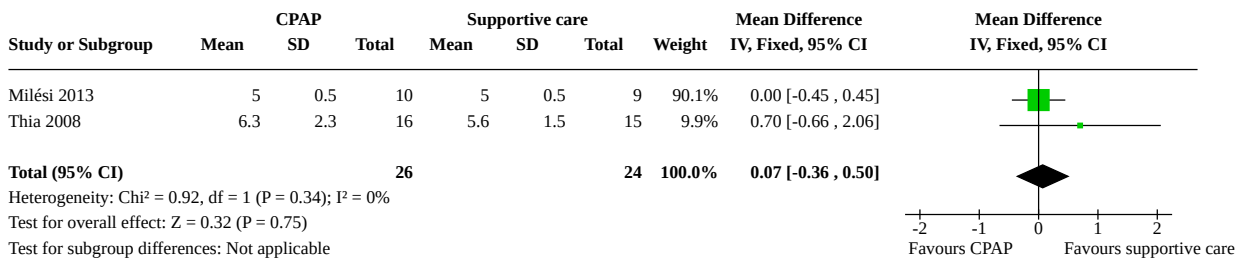 CPAP Supportive care Mean Difference Mean Difference
Study or Subgroup Mean SD Total Mean SD Total Weight IV, Fixed, 95% CI IV, Fixed, 95% CI
Milési 2013 5 0.5 10 5 0.5 9 90.1% 0.00 [-0.45 , 0.45]
Thia 2008 6.3 2.3 16 5.6 1.5 15 9.9% 0.70 [-0.66 , 2.06]
Total (95% CI) 26 24 100.0% 0.07 [-0.36 , 0.50]
Heterogeneity: Chi² = 0.92, df = 1 (P = 0.34); I² = 0%
Test for overall effect: Z = 0.32 (P = 0.75)
Test for subgroup differences: Not applicable
-2 -1 0 1 2
Favours CPAP Favours supportive care